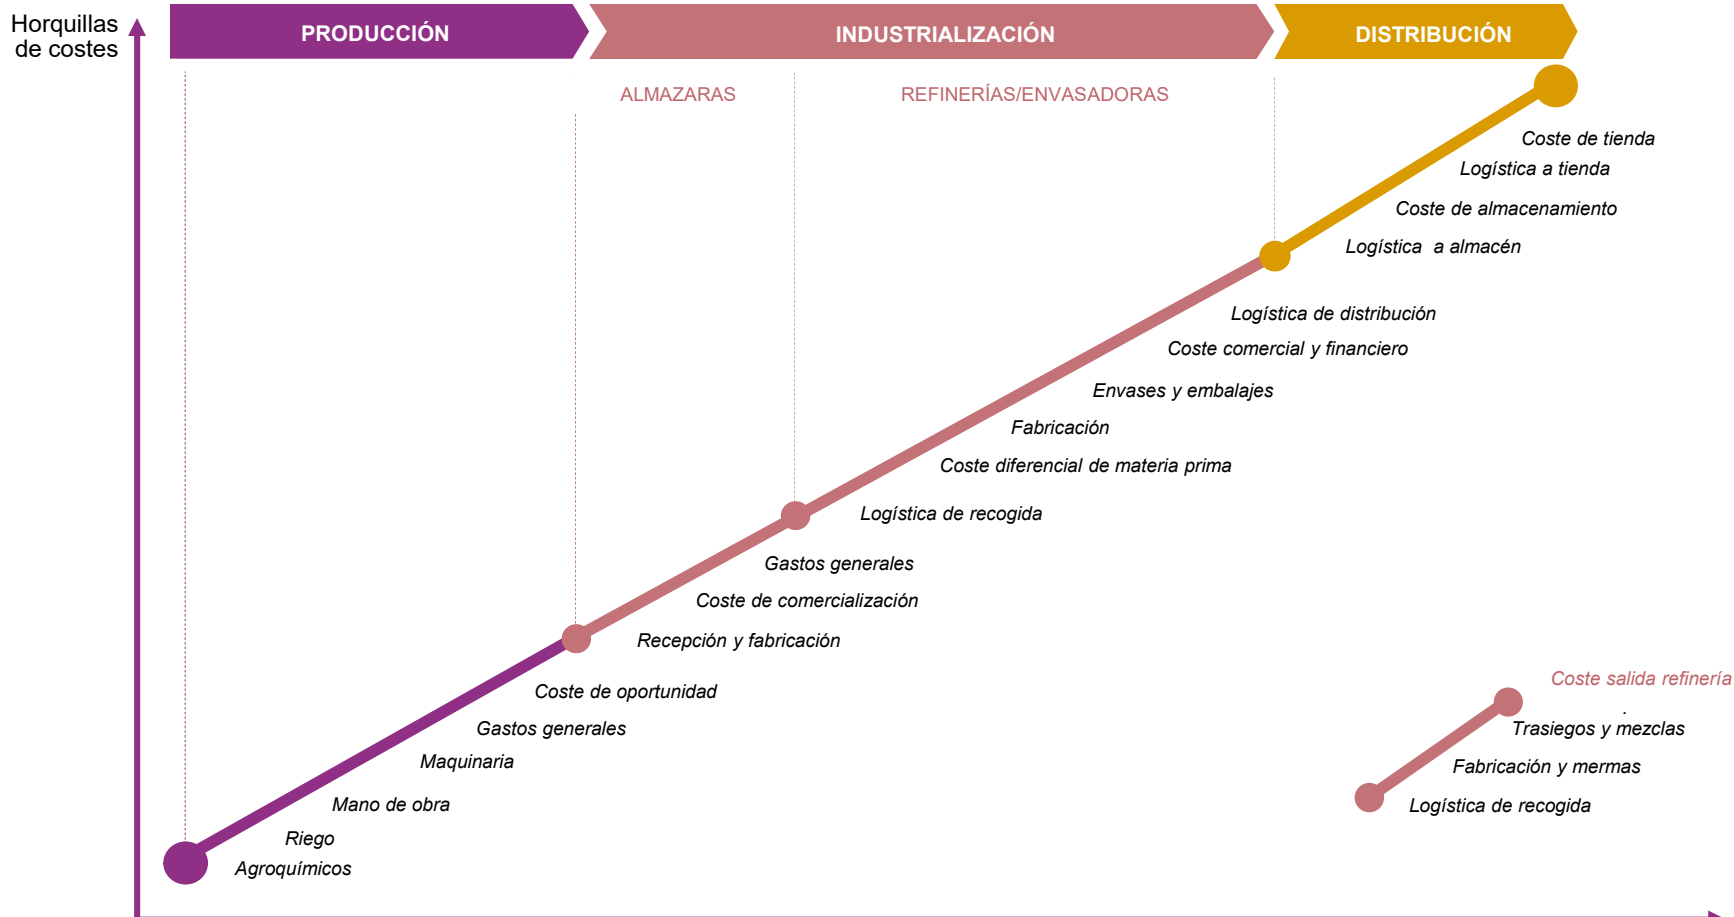 Horquillas
de costes
PRODUCCIÓN
INDUSTRIALIZACIÓN
DISTRIBUCIÓN
ALMAZARAS
REFINERÍAS/ENVASADORAS
Coste de tienda
Logística a tienda
Coste de almacenamiento
Logística a almacén
Logística de distribución
Coste comercial y financiero
Envases y embalajes
Fabricación
Coste diferencial de materia prima
Logística de recogida
Gastos generales
Coste de comercialización
Recepción y fabricación
Coste de oportunidad
Gastos generales
Maquinaria
Mano de obra
Riego
Agroquímicos
Coste salida refinería
.
Trasiegos y mezclas
Fabricación y mermas
Logística de recogida